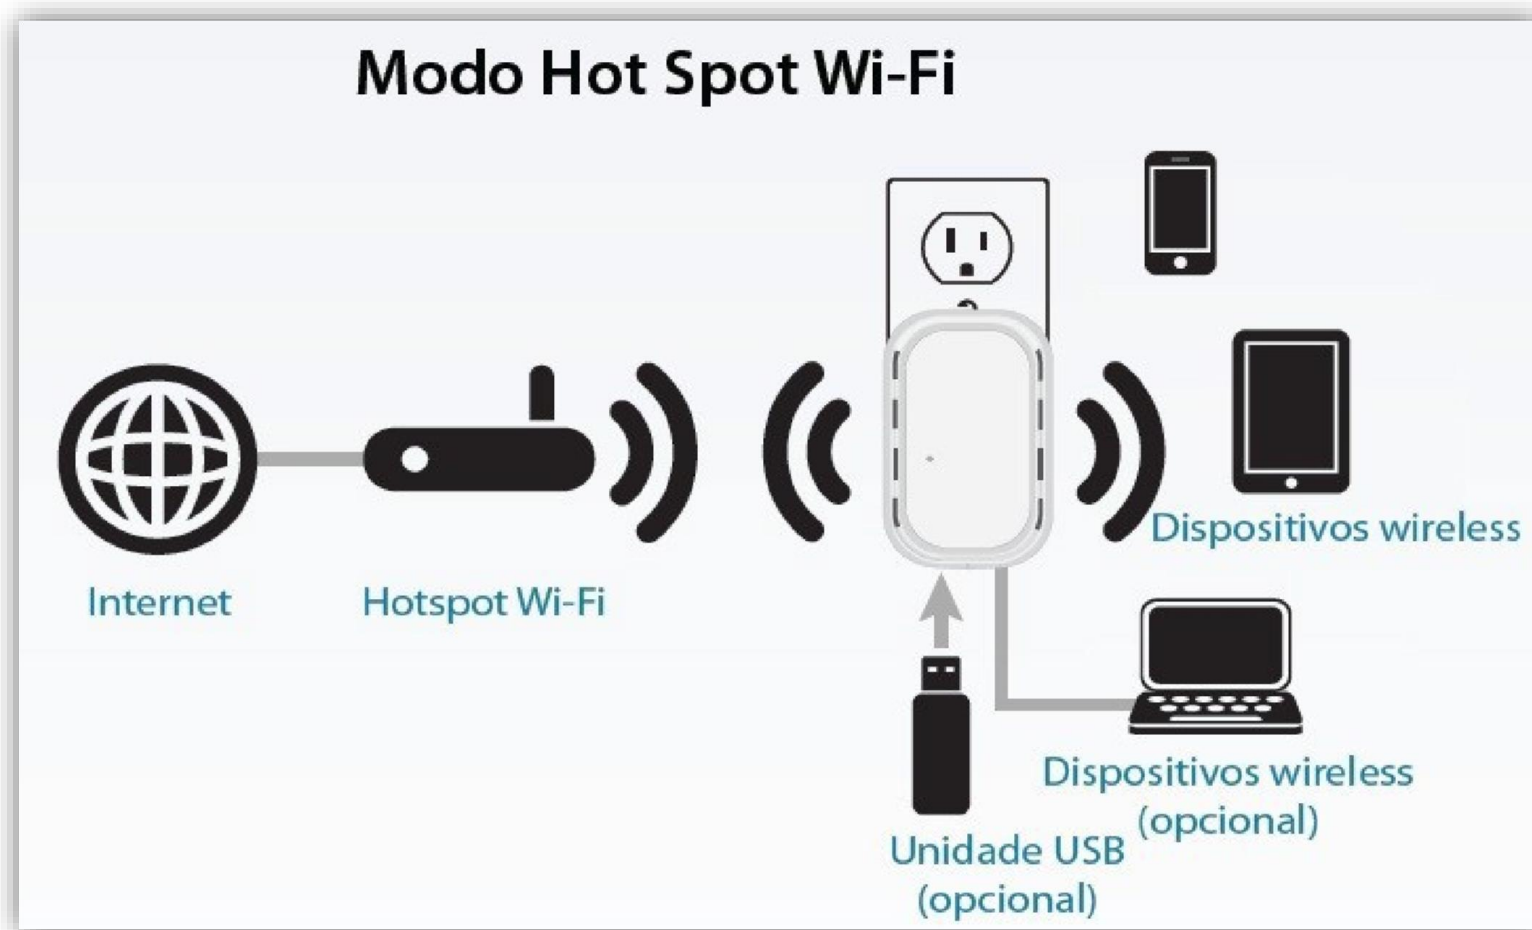 Modo Hot Spot Wi-Fi
Internet
Hotspot Wi-Fi
Dispositivos wireless
Dispositivos wireless
(opcional)
Unidade USB
(opcional)